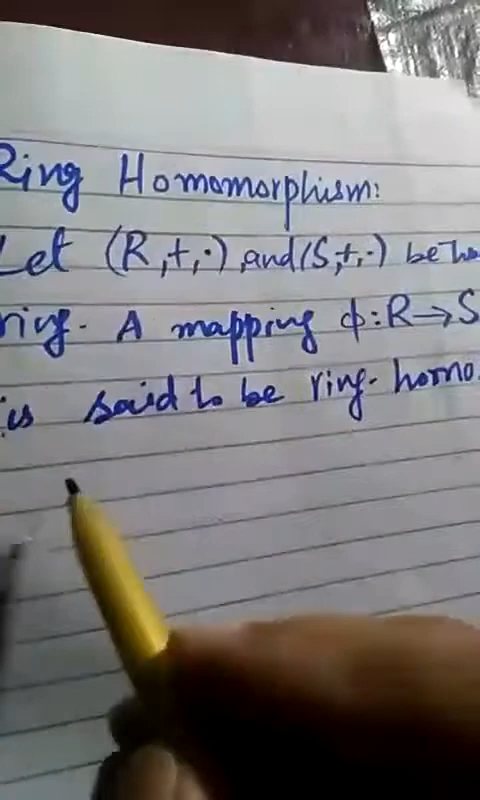 Ring Homomorphism:
Let (R,+,·), and (S,+,·) be two
ring. A mapping ϕ:R→S
is said to be ring-homo.